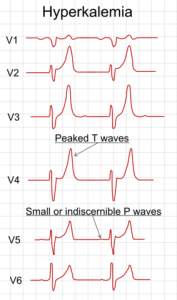 Hyperkalemia
V1
V2
V3
Peaked T waves
V4
Small or indiscernible P waves
V5
V6